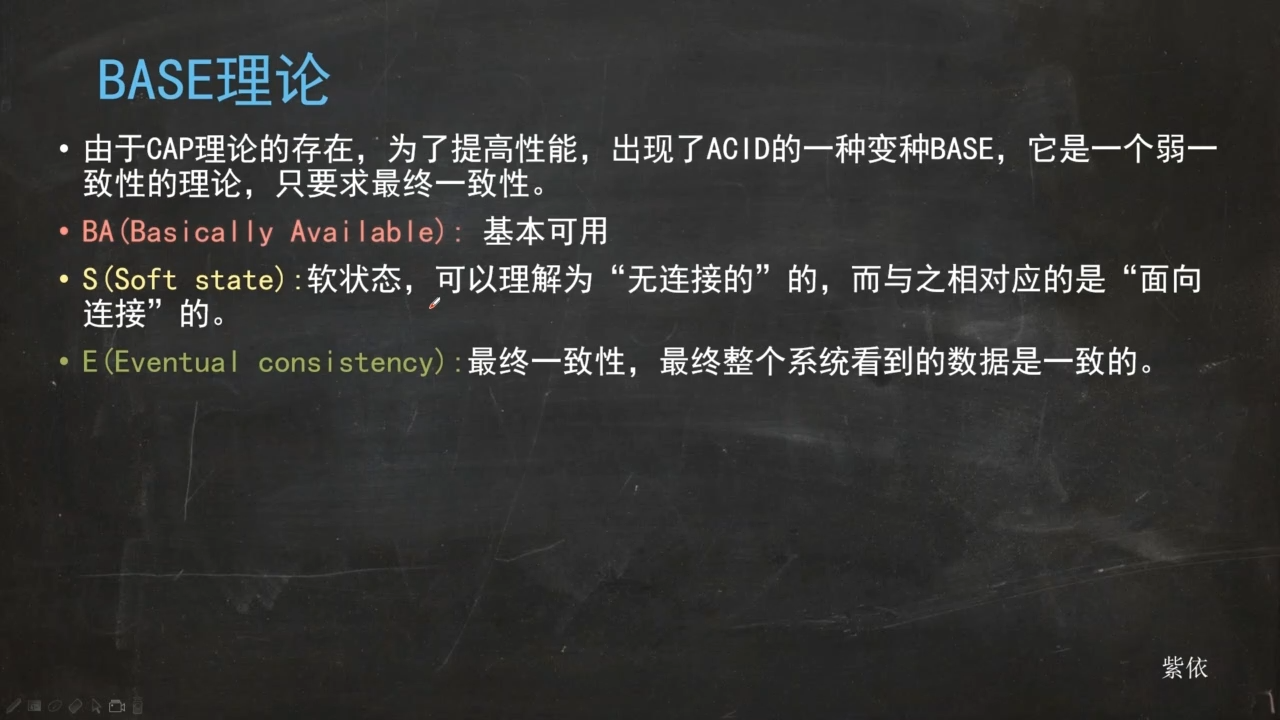 BASE理论
• 由于CAP理论的存在，为了提高性能，出现了ACID的一种变种BASE，它是一个弱一
致性的理论，只要求最终一致性。
• BA(Basically Available): 基本可用
• S(Soft state):软状态，可以理解为“无连接的”的，而与之相对应的是“面向
连接”的。
• E(Eventual consistency):最终一致性，最终整个系统看到的数据是一致的。
紫依